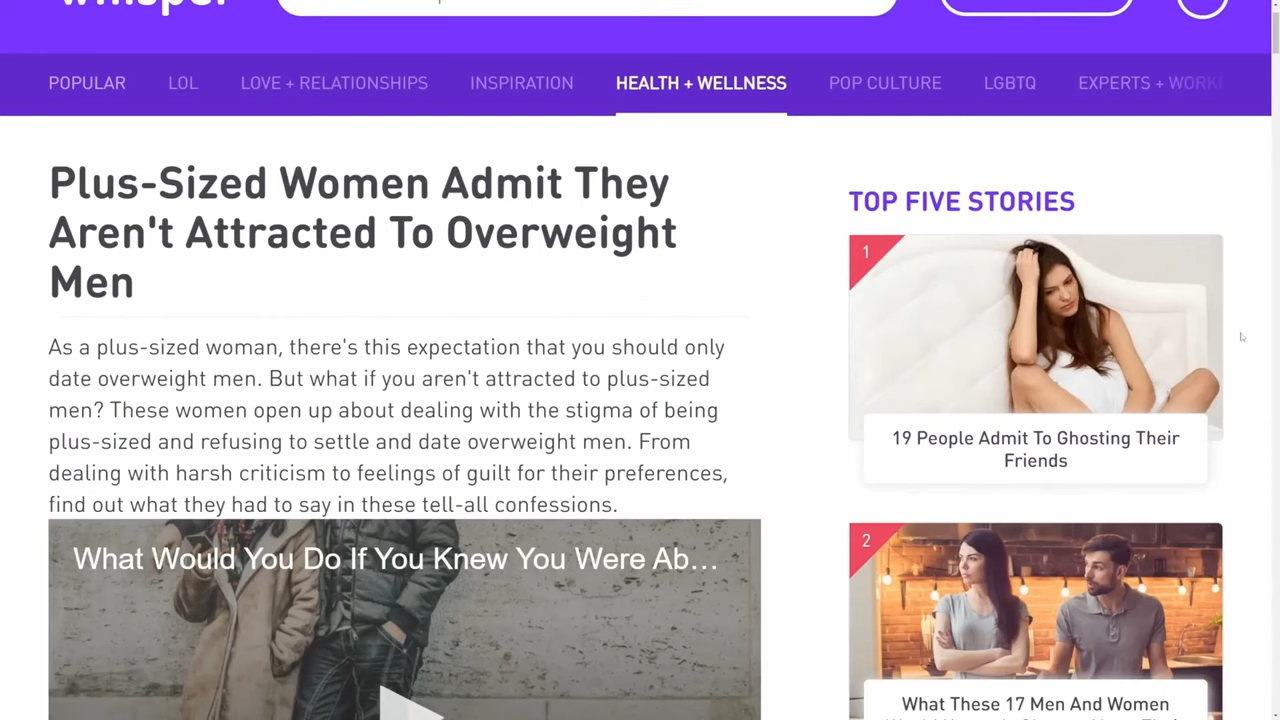 whisper
POPULAR LOL LOVE + RELATIONSHIPS INSPIRATION HEALTH + WELLNESS POP CULTURE LGBTQ EXPERTS +
Plus-Sized Women Admit They
Aren't Attracted To Overweight
Men
As a plus-sized woman, there's this expectation that you should only
date overweight men. But what if you aren't attracted to plus-sized
men? These women open up about dealing with the stigma of being
plus-sized and refusing to settle and date overweight men. From
dealing with harsh criticism to feelings of guilt for their preferences,
find out what they had to say in these tell-all confessions.
What Would You Do If You Knew You Were Ab...
TOP FIVE STORIES
1
19 People Admit To Ghosting Their
Friends
2
What These 17 Men And Women